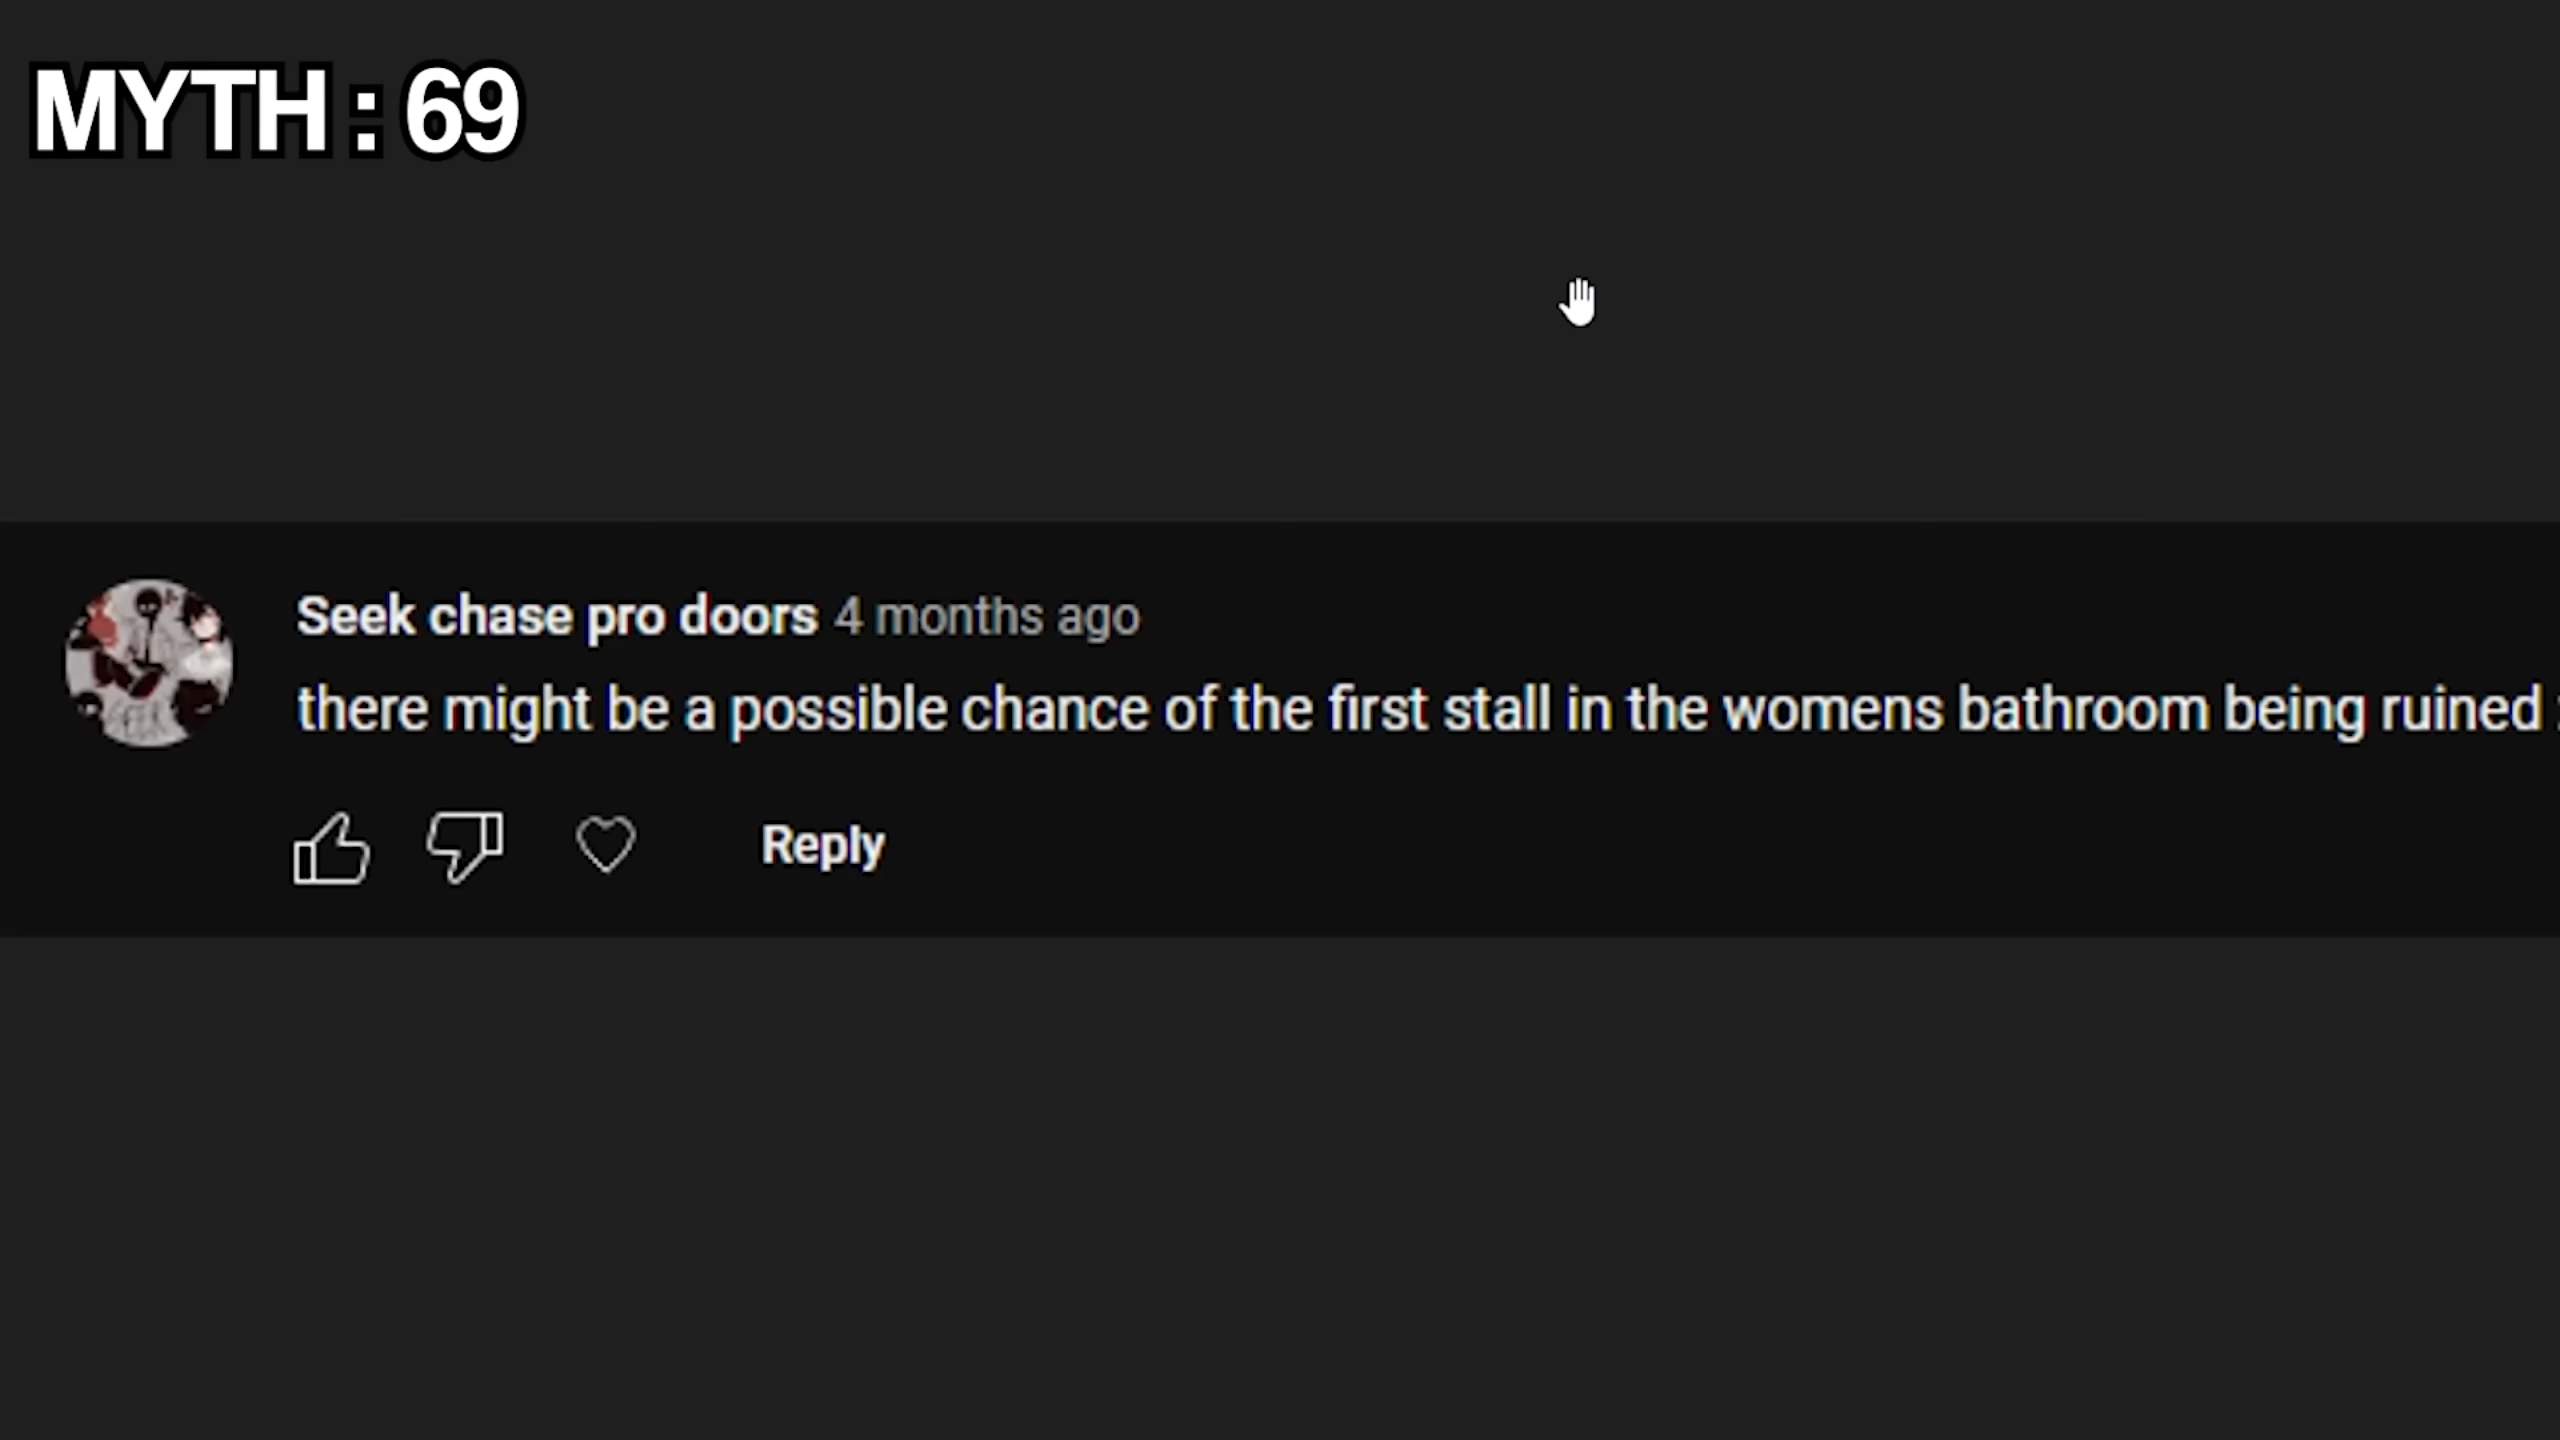 MYTH : 69
Seek chase pro doors 4 months ago
there might be a possible chance of the first stall in the womens bathroom being ruined
Reply